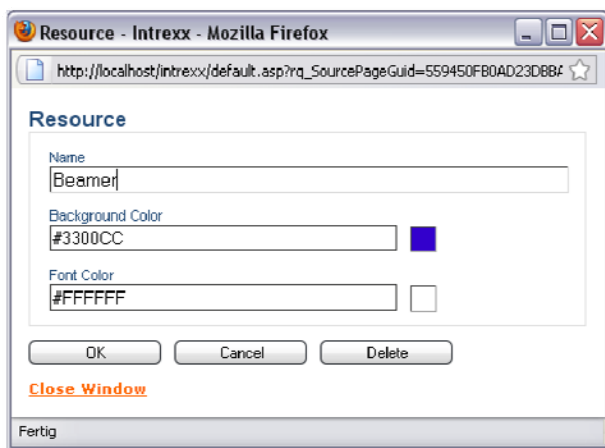 Resource - Intrexx - Mozilla Firefox
http://localhost/intrexx/default.asp?rq_SourcePageGuid=559450FB0AD23DBBA
Resource
Name
Beamer
Background Color
#3300CC
Font Color
#FFFFFF
OK Cancel Delete
Close Window
Fertig